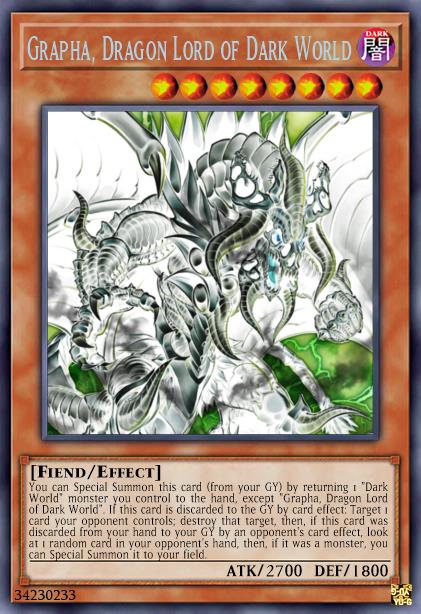 Grapha, Dragon Lord of Dark World
DARK
闇
[Fiend/Effect]
You can Special Summon this card (from your GY) by returning 1 "Dark
World" monster you control to the hand, except "Grapha, Dragon Lord
of Dark World". If this card is discarded to the GY by card effect: Target 1
card your opponent controls; destroy that target, then, if this card was
discarded from your hand to your GY by an opponent's card effect, look
at 1 random card in your opponent's hand, then, if it was a monster, you
can Special Summon it to your field.
ATK/2700 DEF/1800
34230233